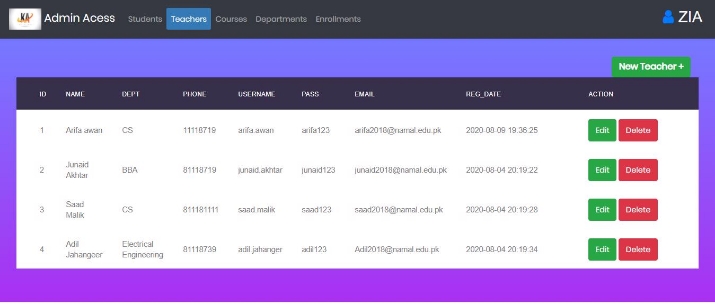 KA Admin Acess Students Teachers Courses Departments Enrollments ZIA
New Teacher +
ID NAME DEPT PHONE USERNAME PASS EMAIL REG_DATE ACTION
1 Arifa awan CS 11118719 arifa.awan arifa123 arifa2018@namal.edu.pk 2020-08-09 19:36:25 Edit Delete
2 Junaid Akhtar BBA 81118719 junaid.akhtar junaid123 junaid2018@namal.edu.pk 2020-08-04 20:19:22 Edit Delete
3 Saad Malik CS 811181111 saad.malik saad123 saad2018@namal.edu.pk 2020-08-04 20:19:28 Edit Delete
4 Adil Jahangeer Electrical Engineering 81118739 adil.jahanger adil123 Adil2018@namal.edu.pk 2020-08-04 20:19:34 Edit Delete